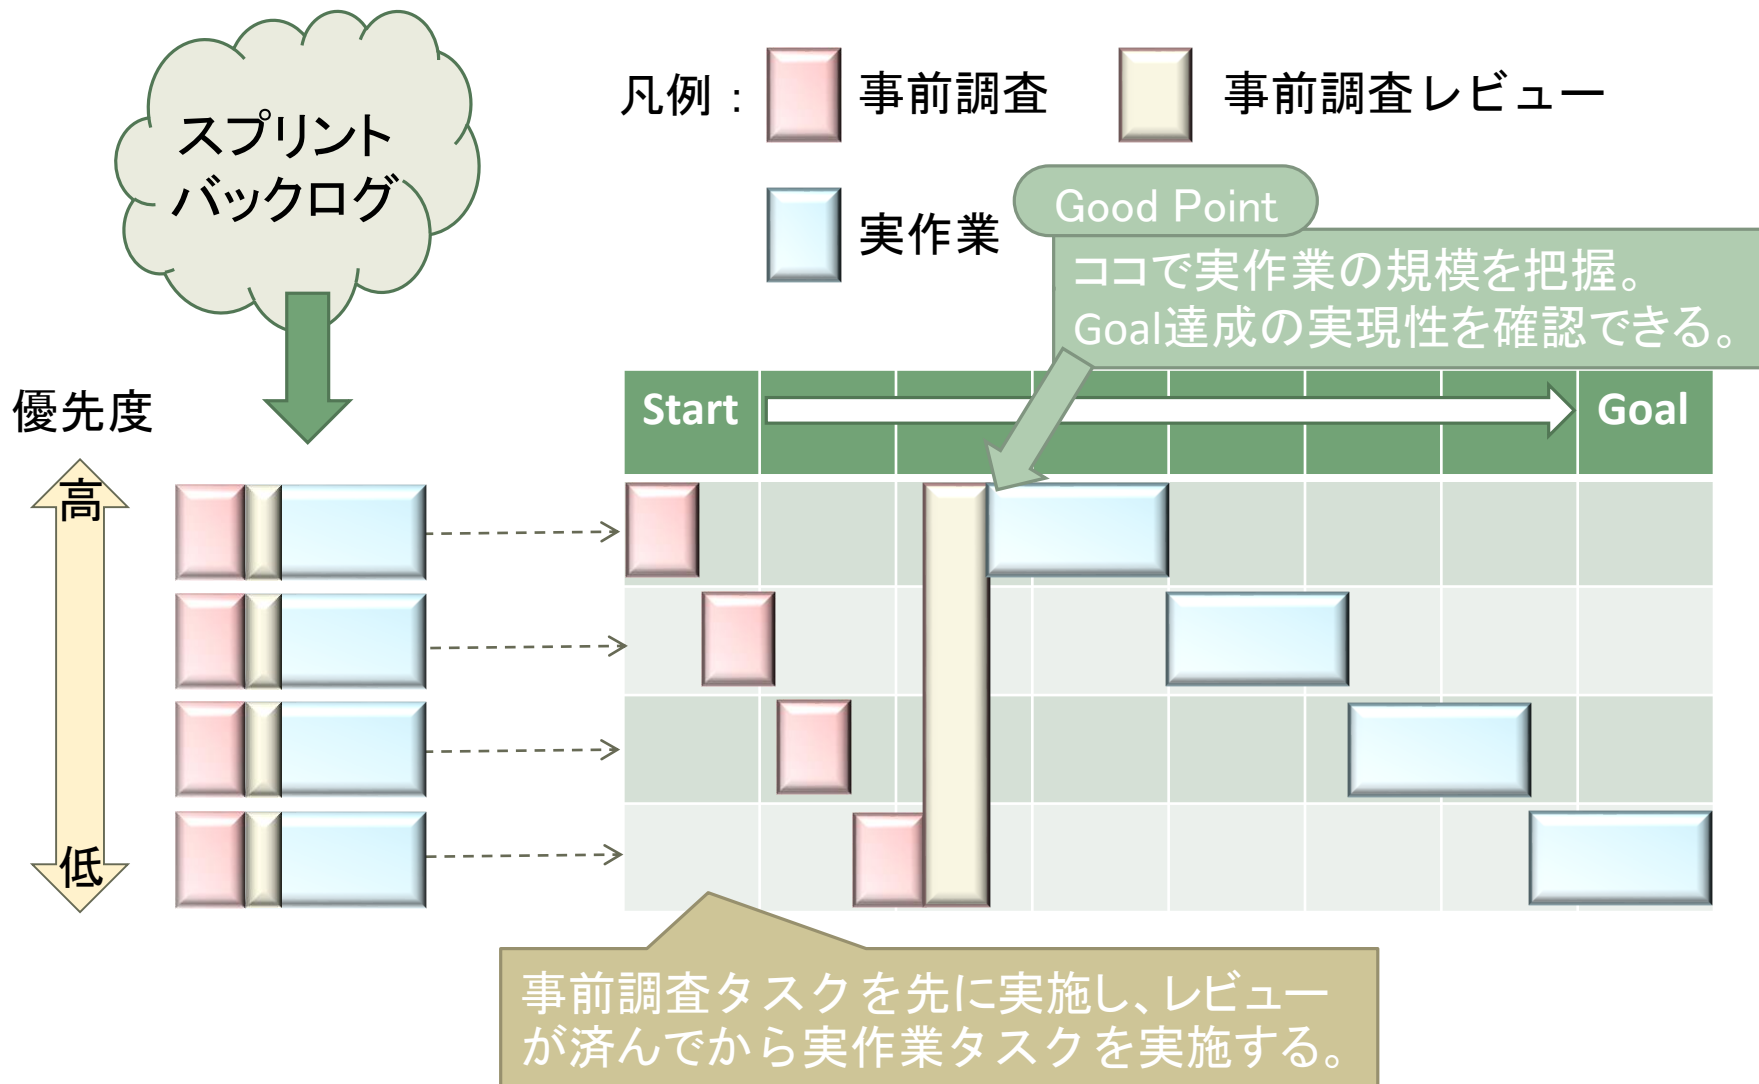 スプリント
バックログ
凡例：
事前調査
事前調査レビュー
実作業
Good Point
ココで実作業の規模を把握。
Goal達成の実現性を確認できる。
優先度
高
低
Start
Goal
事前調査タスクを先に実施し、レビュー
が済んでから実作業タスクを実施する。